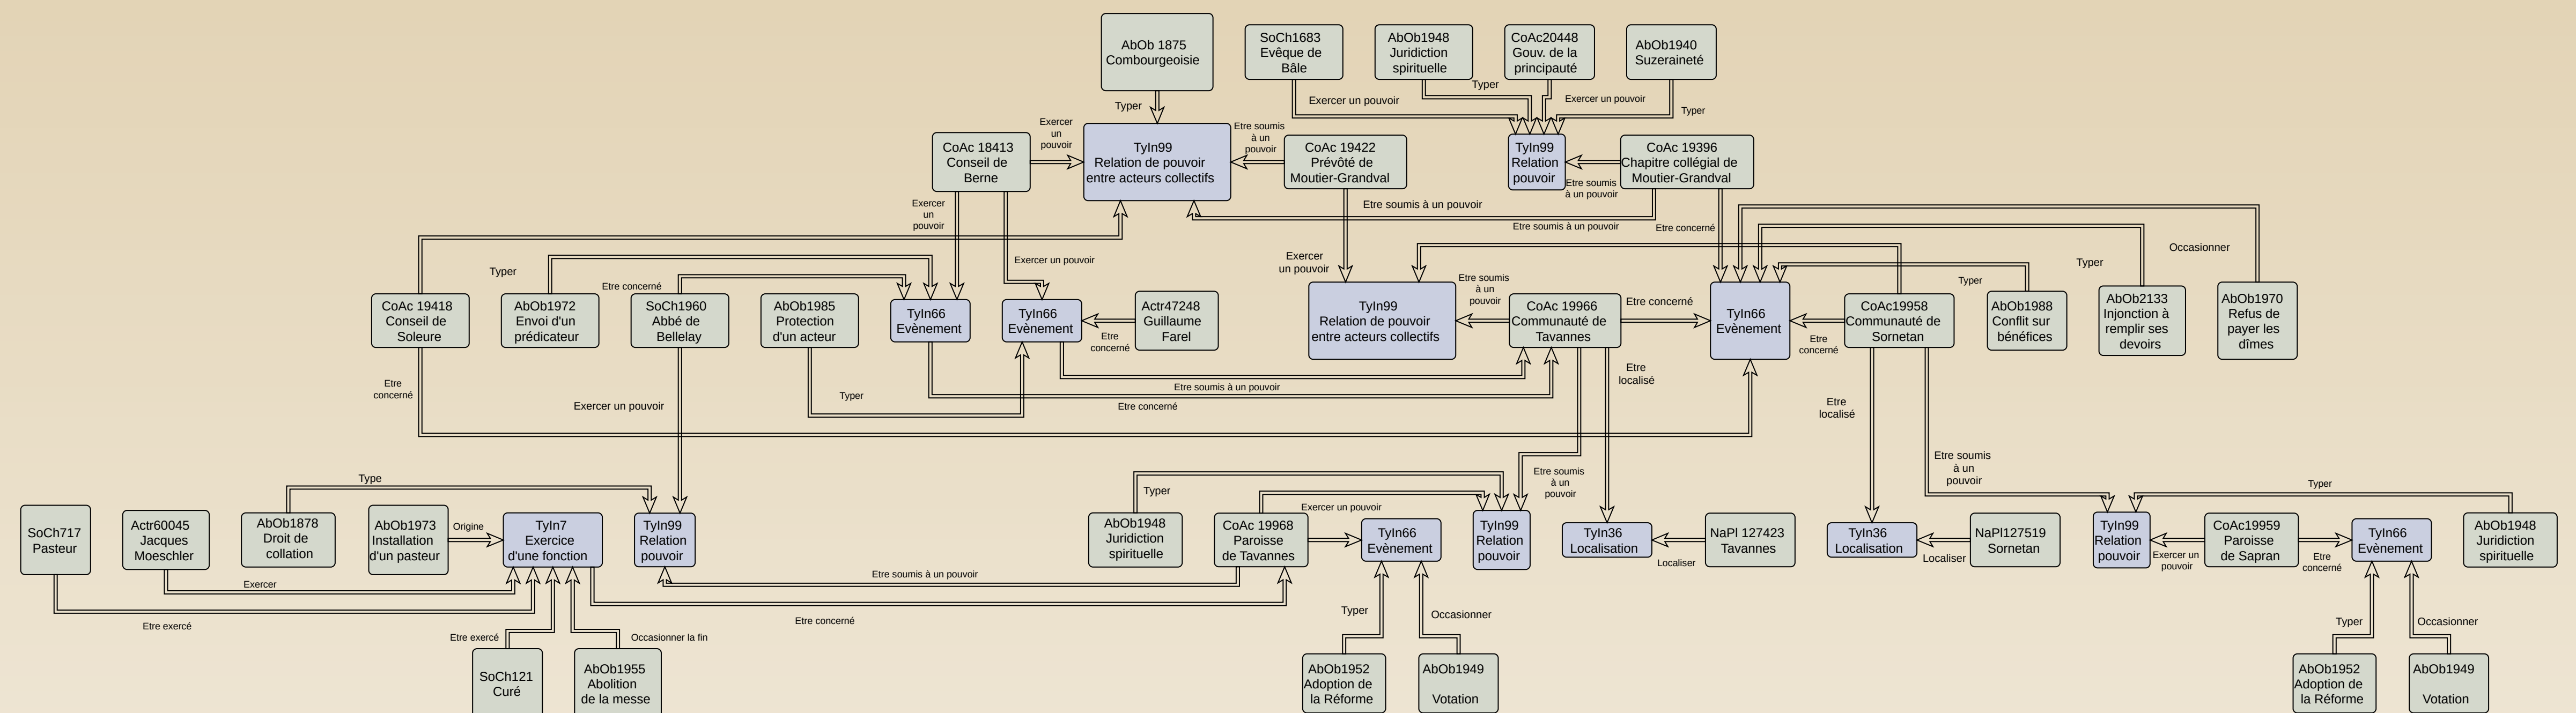 AbOb 1875
Combourgeoisie
SoCh1683
Evêque de
Bâle
AbOb1948
Juridiction
spirituelle
CoAc20448
Gouv. de la
principauté
AbOb1940
Suzeraineté
Typer
Exercer un pouvoir
Typer
Exercer un pouvoir
Typer
CoAc 18413
Conseil de
Berne
Exercer
un
pouvoir
TyIn99
Relation de pouvoir
entre acteurs collectifs
Etre soumis
à un
pouvoir
CoAc 19422
Prévôté de
Moutier-Grandval
TyIn99
Relation
pouvoir
Etre soumis
à un pouvoir
CoAc 19396
Chapitre collégial de
Moutier-Grandval
Exercer
un
pouvoir
Etre soumis à un pouvoir
Etre soumis à un pouvoir
Etre concerné
Occasionner
Typer
Etre concerné
Exercer un pouvoir
Exercer
un pouvoir
Etre soumis
à un
pouvoir
Typer
Typer
CoAc 19418
Conseil de
Soleure
AbOb1972
Envoi d'un
prédicateur
SoCh1960
Abbé de
Bellelay
AbOb1985
Protection
d'un acteur
TyIn66
Evènement
TyIn66
Evènement
Etre
concerné
Actr47248
Guillaume
Farel
TyIn99
Relation de pouvoir
entre acteurs collectifs
CoAc 19966
Communauté de
Tavannes
Etre concerné
TyIn66
Evènement
Etre
concerné
CoAc19958
Communauté de
Sornetan
AbOb1988
Conflit sur
bénéfices
AbOb2133
Injonction à
remplir ses
devoirs
AbOb1970
Refus de
payer les
dîmes
Etre
concerné
Exercer un pouvoir
Typer
Etre soumis à un pouvoir
Etre concerné
Etre
localisé
Etre
localisé
Type
Typer
Exercer un pouvoir
Etre soumis
à un
pouvoir
Etre soumis
à un
pouvoir
Typer
SoCh717
Pasteur
Actr60045
Jacques
Moeschler
AbOb1878
Droit de
collation
AbOb1973
Installation
d'un pasteur
Origine
TyIn7
Exercice
d'une fonction
TyIn99
Relation
pouvoir
AbOb1948
Juridiction
spirituelle
CoAc 19968
Paroisse
de Tavannes
TyIn66
Evènement
TyIn99
Relation
pouvoir
TyIn36
Localisation
Localiser
NaPl 127423
Tavannes
TyIn36
Localisation
Localiser
NaPl127519
Sornetan
TyIn99
Relation
pouvoir
Exercer un
pouvoir
CoAc19959
Paroisse
de Sapran
Etre
concerné
TyIn66
Evènement
AbOb1948
Juridiction
spirituelle
Exercer
Etre soumis à un pouvoir
Etre exercé
Etre concerné
Etre exercé
Occasionner la fin
Typer
Occasionner
Typer
Occasionner
SoCh121
Curé
AbOb1955
Abolition
de la messe
AbOb1952
Adoption de
la Réforme
AbOb1949
Votation
AbOb1952
Adoption de
la Réforme
AbOb1949
Votation